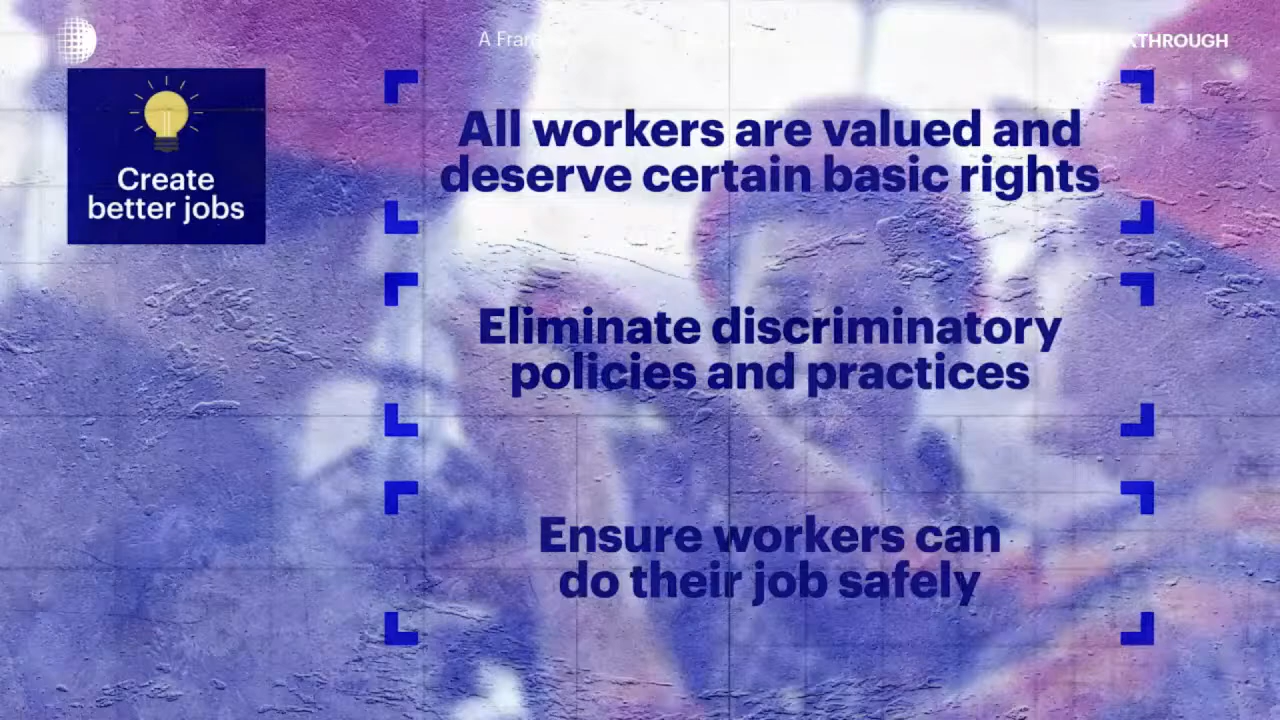 A
Create
better jobs
All workers are valued and
deserve certain basic rights
Eliminate discriminatory
policies and practices
Ensure workers can
do their job safely